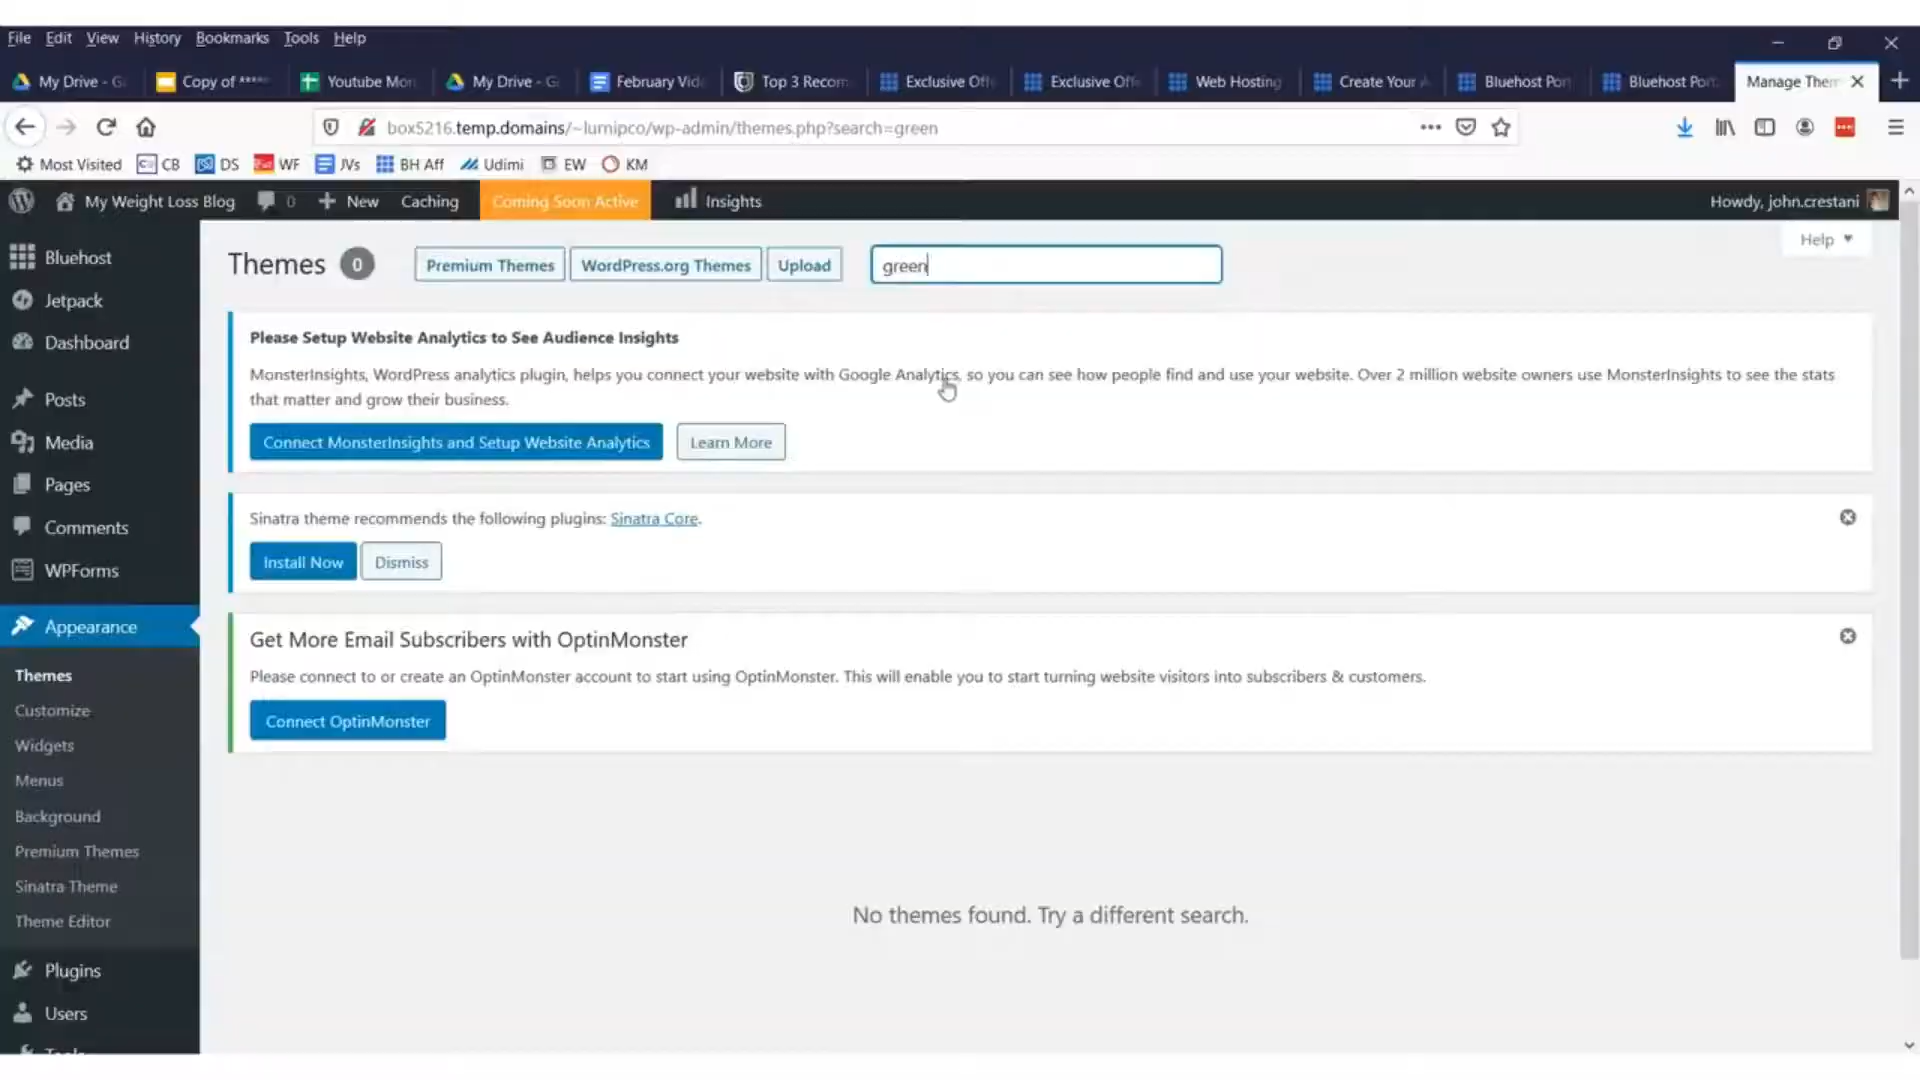 File Edit View History Bookmarks Tools Help
My Drive - G Copy of **** Youtube Mon My Drive - G February Vid Top 3 Recom Exclusive Off Exclusive Off Web Hosting Create Your A Bluehost Port Bluehost Port Manage Them
box5216.temp.domains/~lumipco/wp-admin/themes.php?search=green
Most Visited CB DS WF JVs BH Aff Udimi EW KM
My Weight Loss Blog 0 New Caching Coming Soon Active Insights Howdy, john.crestani
Help
Themes 0 Premium Themes WordPress.org Themes Upload green
Please Setup Website Analytics to See Audience Insights
MonsterInsights, WordPress analytics plugin, helps you connect your website with Google Analytics, so you can see how people find and use your website. Over 2 million website owners use MonsterInsights to see the stats
that matter and grow their business.
Connect MonsterInsights and Setup Website Analytics Learn More
Sinatra theme recommends the following plugins: Sinatra Core.
Install Now Dismiss
Get More Email Subscribers with OptinMonster
Please connect to or create an OptinMonster account to start using OptinMonster. This will enable you to start turning website visitors into subscribers & customers.
Connect OptinMonster
No themes found. Try a different search.
Bluehost
Jetpack
Dashboard
Posts
Media
Pages
Comments
WPForms
Appearance
Themes
Customize
Widgets
Menus
Background
Premium Themes
Sinatra Theme
Theme Editor
Plugins
Users
Tools